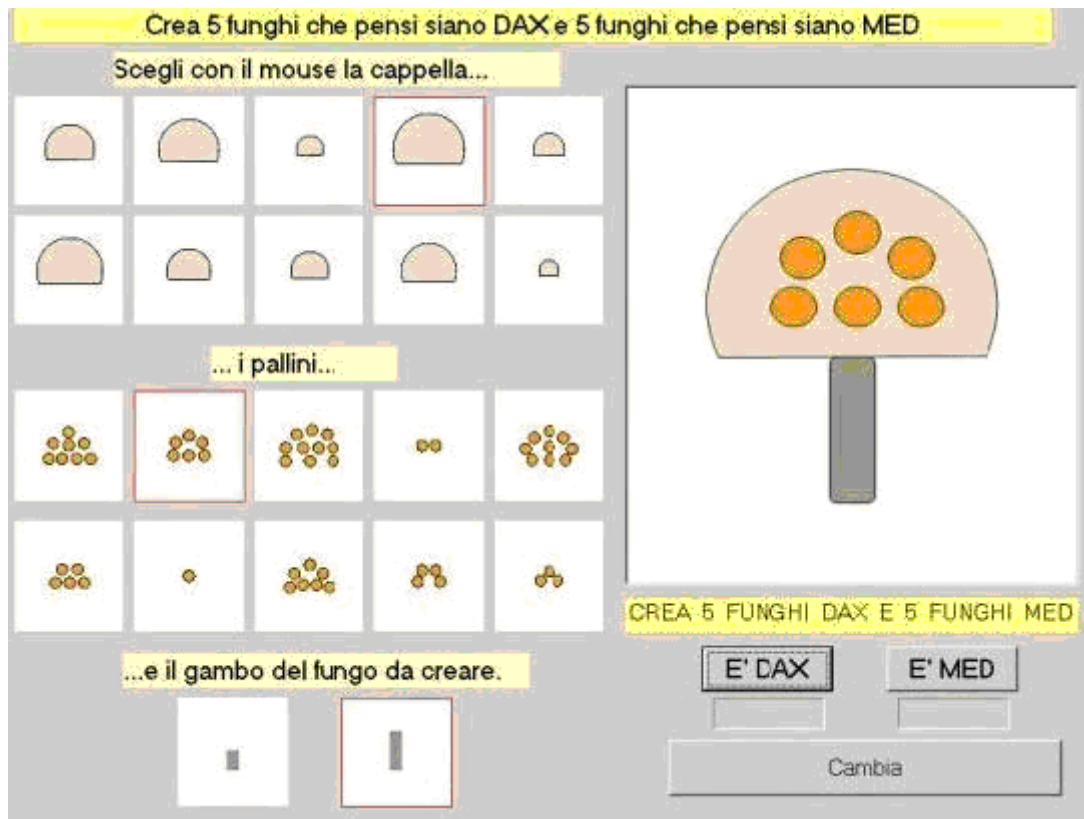 Crea 5 funghi che pensi siano DAX e 5 funghi che pensi siano MED
Scegli con il mouse la cappella...
... i pallini...
...e il gambo del fungo da creare.
CREA 5 FUNGHI DAX E 5 FUNGHI MED
E' DAX
E' MED
Cambia